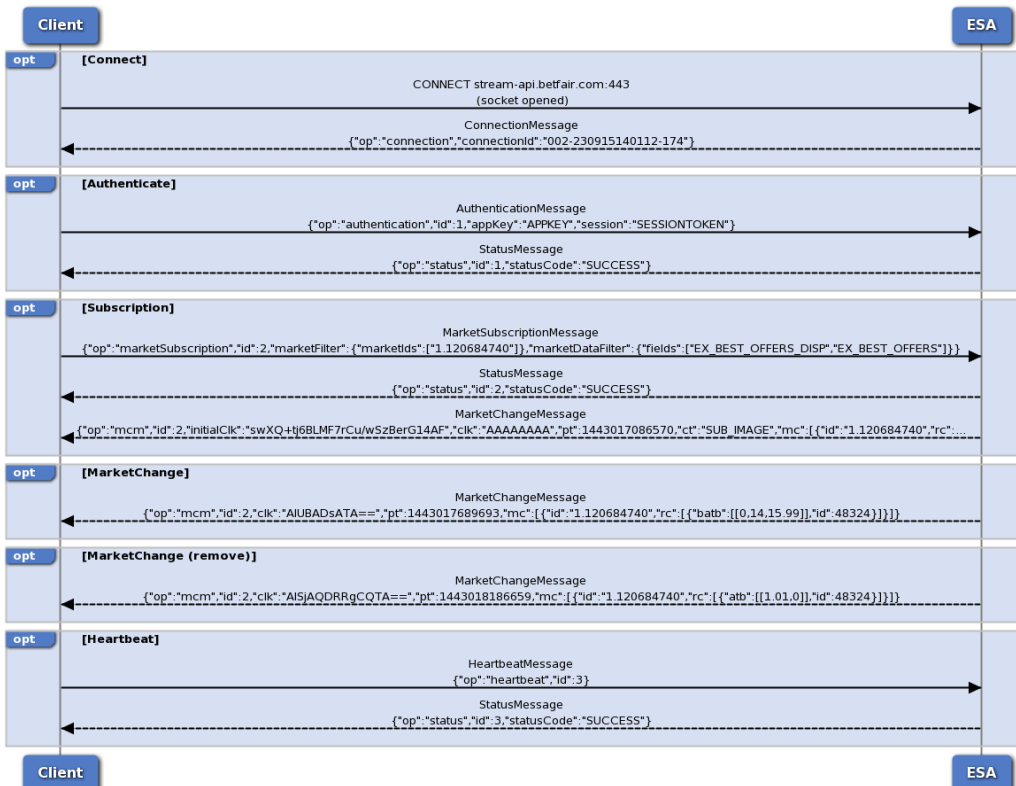 Client
ESA
opt
[Connect]
CONNECT stream-api.betfair.com:443
(socket opened)
ConnectionMessage
{"op":"connection","connectionId":"002-230915140112-174"}
opt
[Authenticate]
AuthenticationMessage
{"op":"authentication","id":1,"appKey":"APPKEY","session":"SESSIONTOKEN"}
StatusMessage
{"op":"status","id":1,"statusCode":"SUCCESS"}
opt
[Subscription]
MarketSubscriptionMessage
{"op":"marketSubscription","id":2,"marketFilter":{"marketIds":["1.120684740"]},"marketDataFilter":{"fields":["EX_BEST_OFFERS_DISP","EX_BEST_OFFERS"]}}
StatusMessage
{"op":"status","id":2,"statusCode":"SUCCESS"}
MarketChangeMessage
{"op":"mcm","id":2,"initialClk":"swXQ+tj6BLMF7rCu/wSzBerG14AF","clk":"AAAAAAAA","pt":1443017086570,"ct":"SUB_IMAGE","mc":[{"id":"1.120684740","rc":...
opt
[MarketChange]
MarketChangeMessage
{"op":"mcm","id":2,"clk":"AIUBADsATA==","pt":1443017689693,"mc":[{"id":"1.120684740","rc":[{"batb":[[0,14,15.99]],"id":48324}]}]}
opt
[MarketChange (remove)]
MarketChangeMessage
{"op":"mcm","id":2,"clk":"AISjAQDRRgCQTA==","pt":1443018186659,"mc":[{"id":"1.120684740","rc":[{"atb":[[1.01,0]],"id":48324}]}]}
opt
[Heartbeat]
HeartbeatMessage
{"op":"heartbeat","id":3}
StatusMessage
{"op":"status","id":3,"statusCode":"SUCCESS"}
Client
ESA